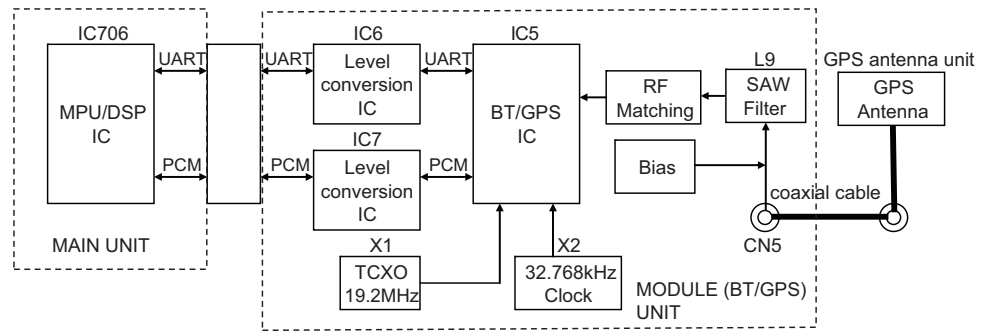 IC706
MPU/DSP
IC
UART
PCM
MAIN UNIT
UART
PCM
IC6
Level
conversion
IC
IC7
Level
conversion
IC
UART
PCM
IC5
BT/GPS
IC
X1
TCXO
19.2MHz
X2
32.768kHz
Clock
RF
Matching
L9
SAW
Filter
Bias
coaxial cable
CN5
MODULE (BT/GPS)
UNIT
GPS antenna unit
GPS
Antenna